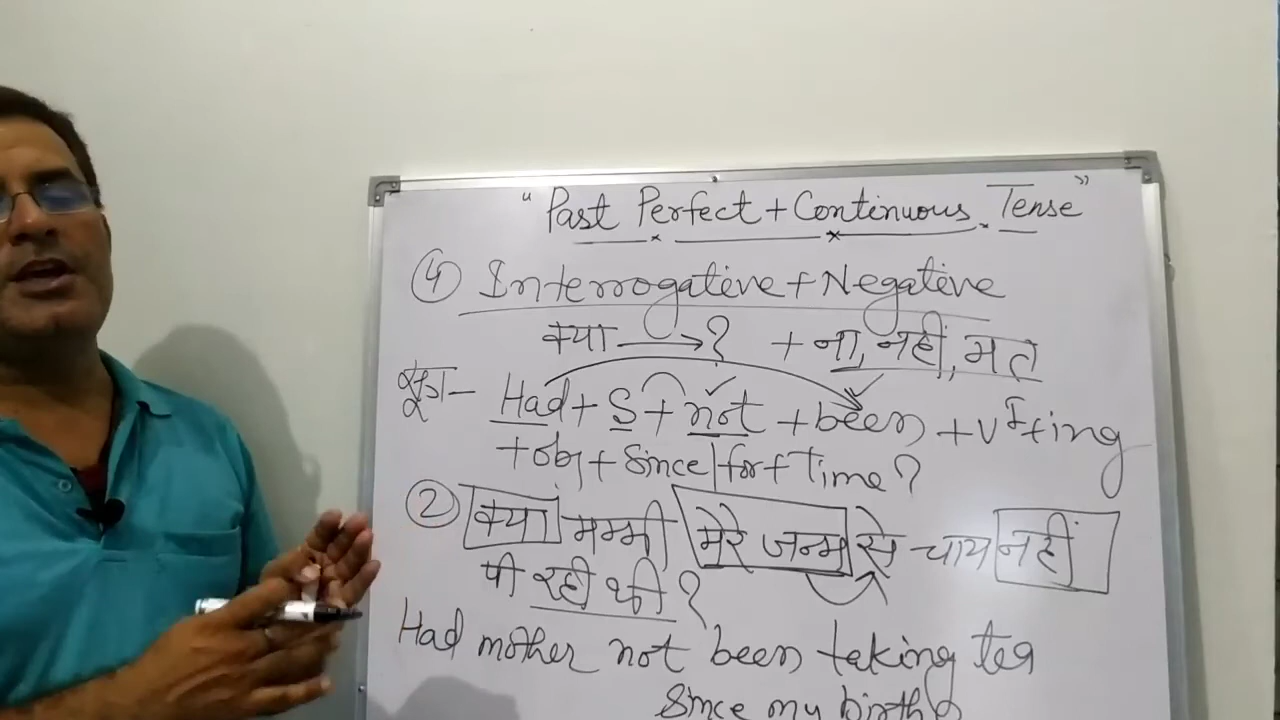 "Past Perfect + Continuous Tense"
④ Interrogative + Negative
क्या → ? + ना, नहीं, मत
सूत्र- Had + S + not + been + V I + ing
+ obj + Since / for + Time?
② क्या मम्मी मेरे जन्म से चाय नहीं
पी रही थी?
Had mother not been taking tea
Since my birth